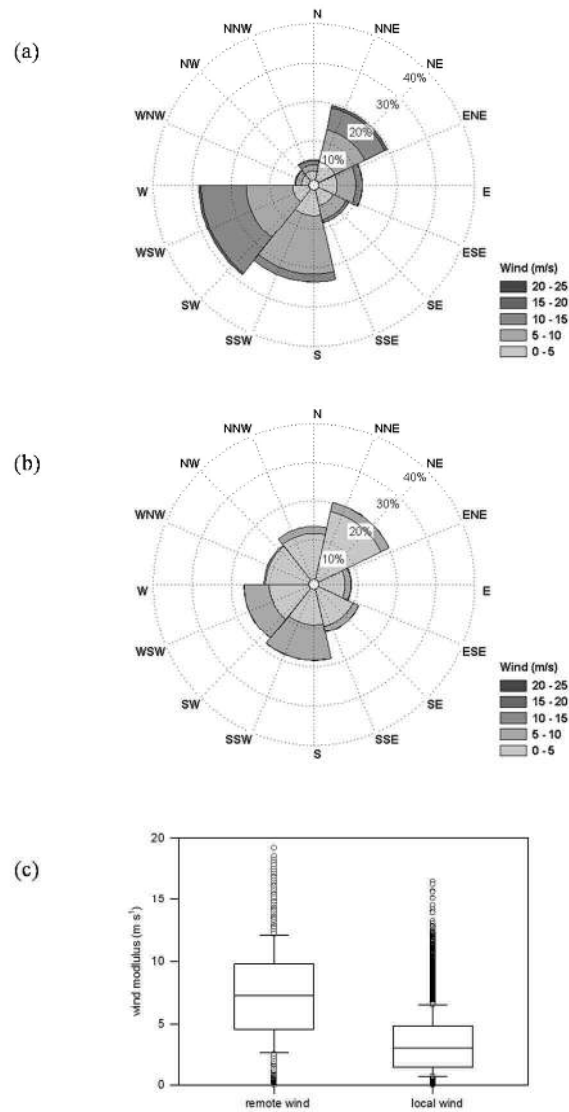 (a)
N
NNW
NNE
NW
NE
40%
WNW
30%
ENE
20%
10%
W
E
WSW
ESE
SW
SE
SSW
SSE
S
Wind (m/s)
20 - 25
15 - 20
10 - 15
5 - 10
0 - 5
(b)
N
NNW
NNE
NW
NE
40%
WNW
30%
ENE
20%
10%
W
E
WSW
ESE
SW
SE
SSW
SSE
S
Wind (m/s)
20 - 25
15 - 20
10 - 15
5 - 10
0 - 5
(c)
wind modulus (m s⁻¹)
20
15
10
5
0
remote wind
local wind